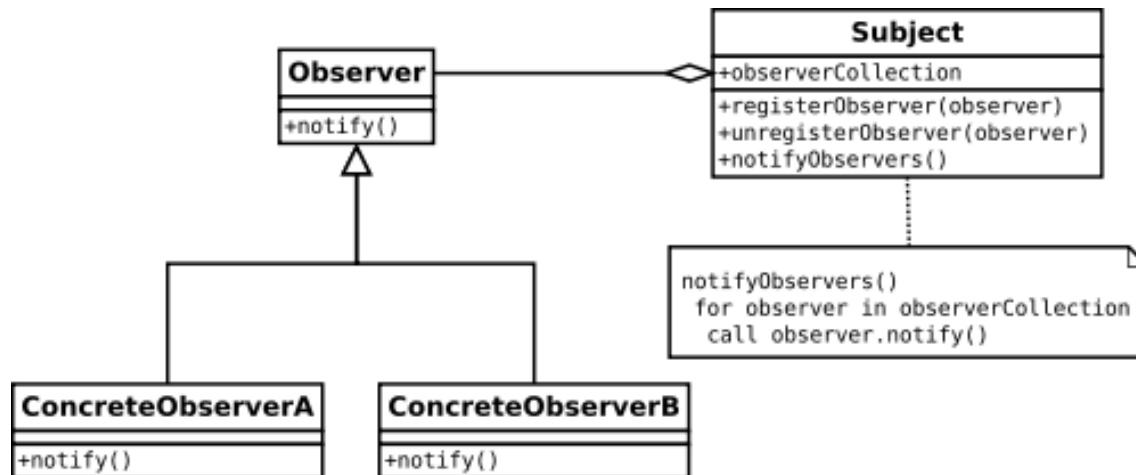 Observer
+notify()
Subject
+observerCollection
+registerObserver(observer)
+unregisterObserver(observer)
+notifyObservers()
notifyObservers()
for observer in observerCollection
call observer.notify()
ConcreteObserverA
+notify()
ConcreteObserverB
+notify()